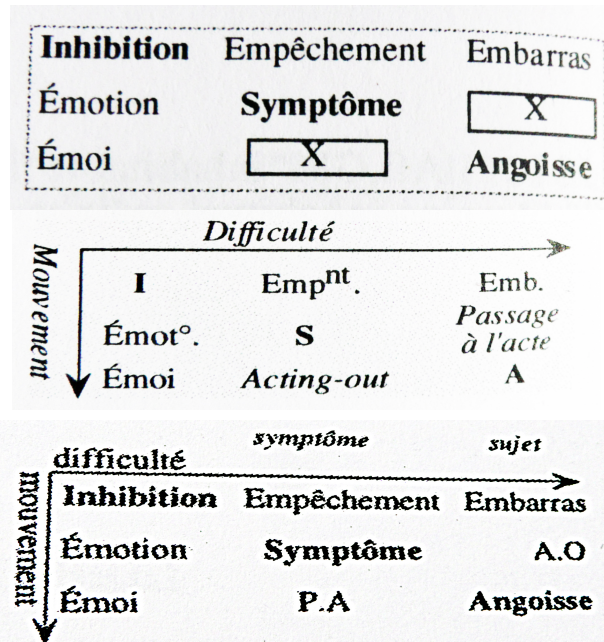 Inhibition Empêchement Embarras
Émotion Symptôme X
Émoi X Angoisse
Difficulté
Mouvement
I Emp^nt. Emb.
Émot°. S Passage à l'acte
Émoi Acting-out A
symptôme sujet
difficulté
mouvement
Inhibition Empêchement Embarras
Émotion Symptôme A.O
Émoi P.A Angoisse